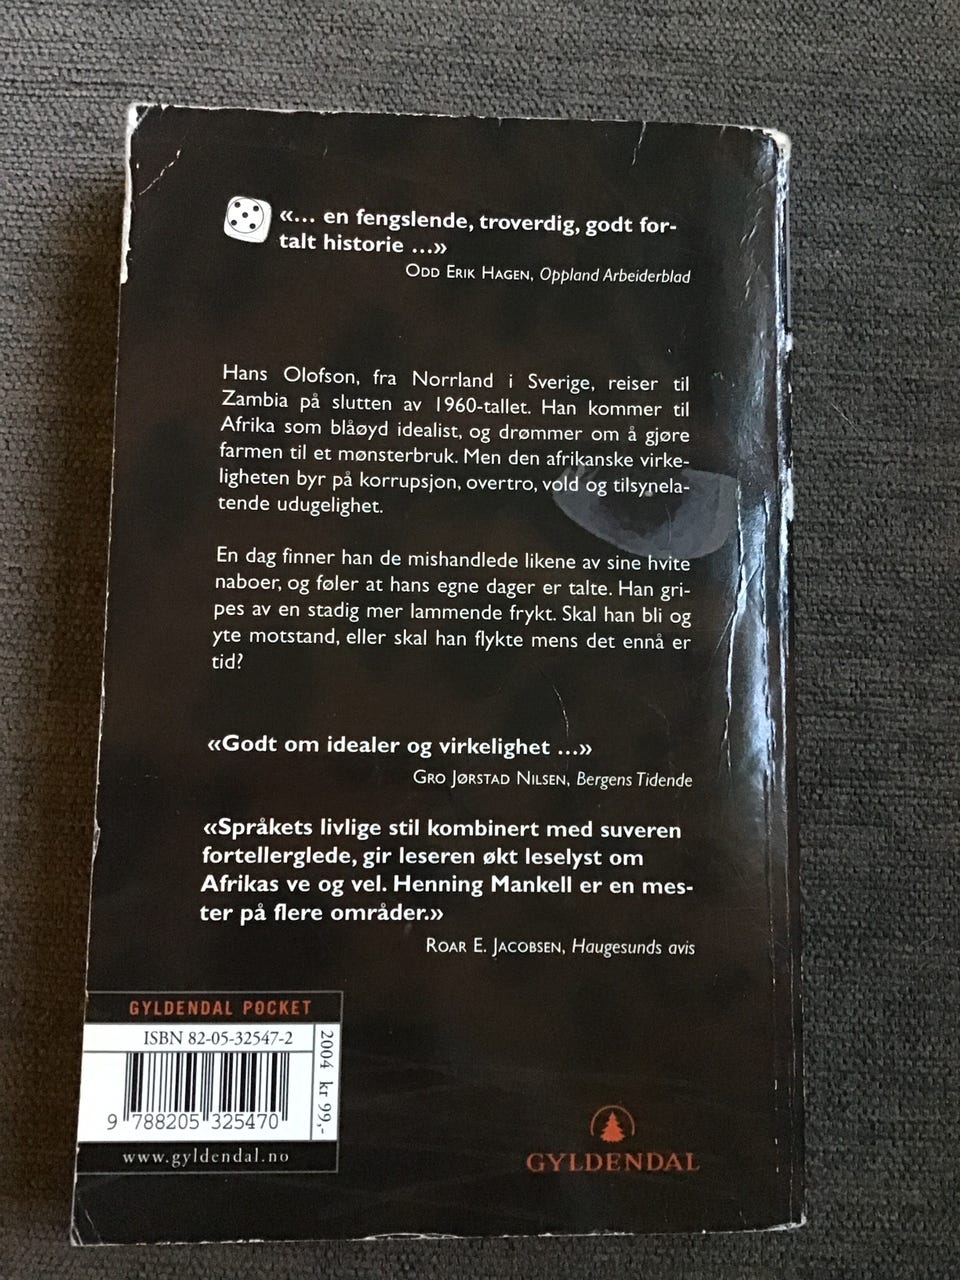 «... en fengslende, troverdig, godt for-
talt historie ...»
ODD ERIK HAGEN, Oppland Arbeiderblad
Hans Olofson, fra Norrland i Sverige, reiser til
Zambia på slutten av 1960-tallet. Han kommer til
Afrika som blåøyd idealist, og drømmer om å gjøre
farmen til et mønsterbruk. Men den afrikanske virke-
ligheten byr på korrupsjon, overtro, vold og tilsynela-
tende udugelighet.
En dag finner han de mishandlede likene av sine hvite
naboer, og føler at hans egne dager er talte. Han gri-
pes av en stadig mer lammende frykt. Skal han bli og
yte motstand, eller skal han flykte mens det ennå er
tid?
«Godt om idealer og virkelighet ...»
GRO JØRSTAD NILSEN, Bergens Tidende
«Språkets livlige stil kombinert med suveren
fortellerglede, gir leseren økt leselyst om
Afrikas ve og vel. Henning Mankell er en mes-
ter på flere områder.»
ROAR E. JACOBSEN, Haugesunds avis
GYLDENDAL POCKET
ISBN 82-05-32547-2
2004 kr 99,-
9 788205 325470
www.gyldendal.no
GYLDENDAL